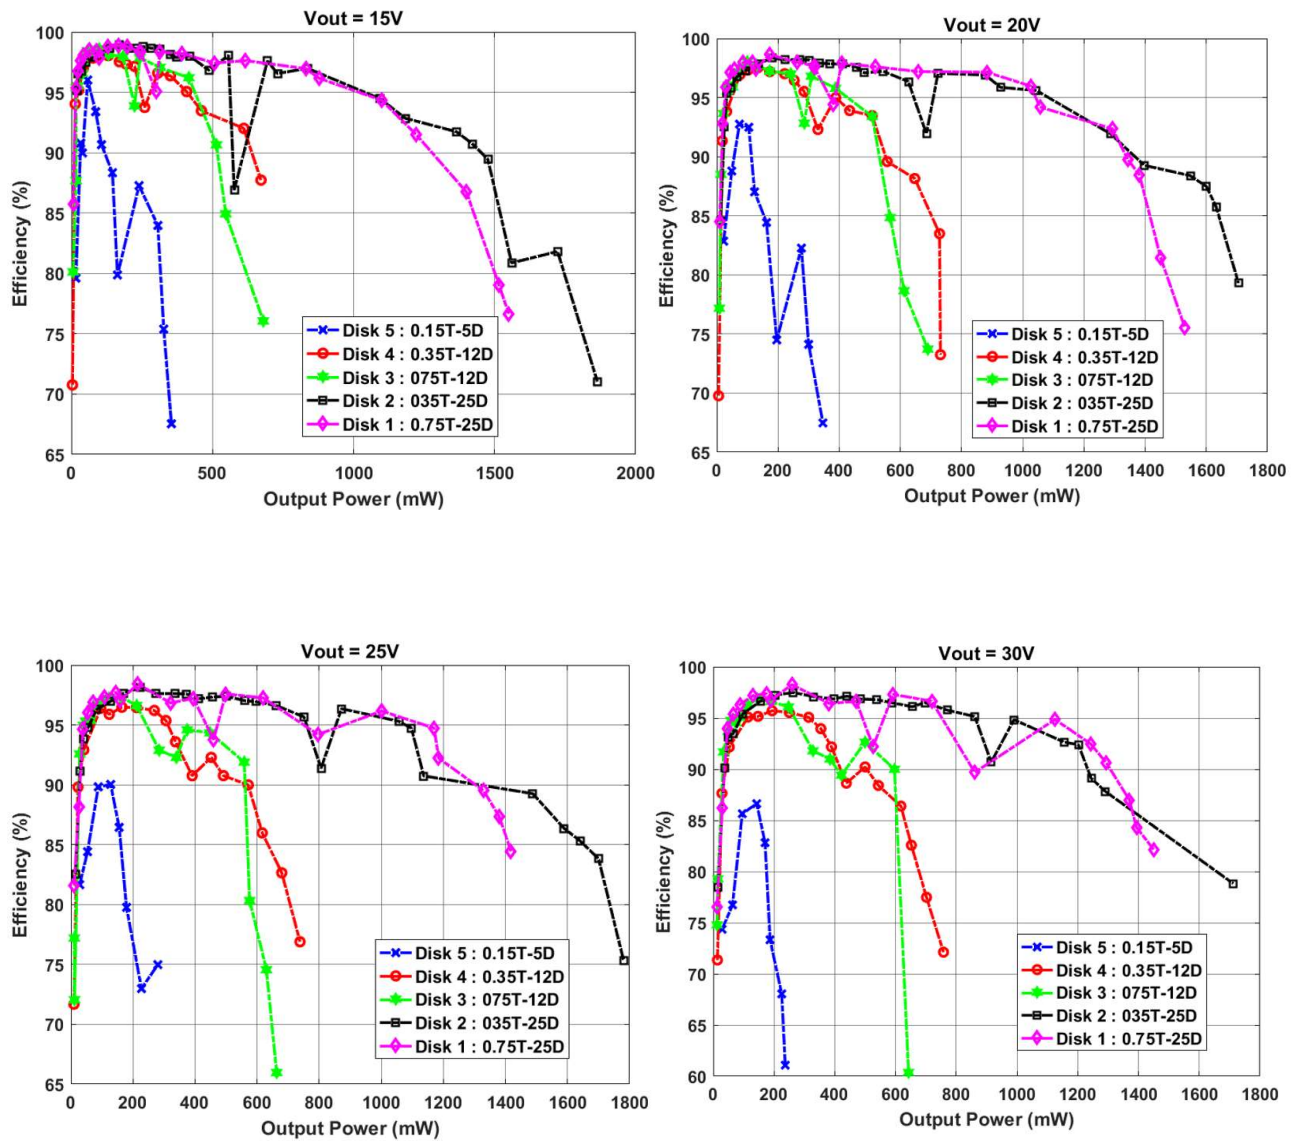 Vout = 15V
100
95
90
85
80
75
70
65
Efficiency (%)
Disk 5 : 0.15T-5D
Disk 4 : 0.35T-12D
Disk 3 : 075T-12D
Disk 2 : 035T-25D
Disk 1 : 0.75T-25D
0 500 1000 1500 2000
Output Power (mW)
Vout = 20V
100
95
90
85
80
75
70
65
Efficiency (%)
Disk 5 : 0.15T-5D
Disk 4 : 0.35T-12D
Disk 3 : 075T-12D
Disk 2 : 035T-25D
Disk 1 : 0.75T-25D
0 200 400 600 800 1000 1200 1400 1600 1800
Output Power (mW)
Vout = 25V
100
95
90
85
80
75
70
65
Efficiency (%)
Disk 5 : 0.15T-5D
Disk 4 : 0.35T-12D
Disk 3 : 075T-12D
Disk 2 : 035T-25D
Disk 1 : 0.75T-25D
0 200 400 600 800 1000 1200 1400 1600 1800
Output Power (mW)
Vout = 30V
100
95
90
85
80
75
70
65
60
Efficiency (%)
Disk 5 : 0.15T-5D
Disk 4 : 0.35T-12D
Disk 3 : 075T-12D
Disk 2 : 035T-25D
Disk 1 : 0.75T-25D
0 200 400 600 800 1000 1200 1400 1600 1800
Output Power (mW)